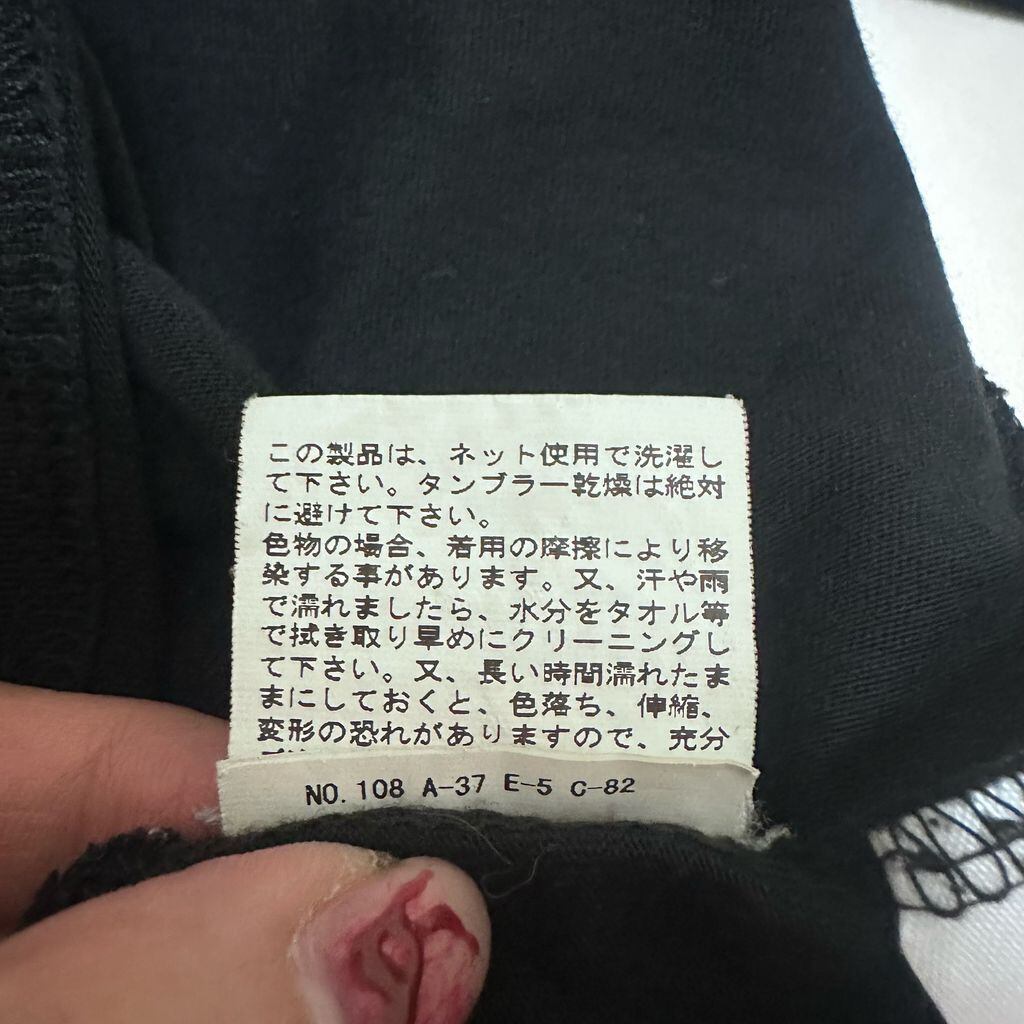 この製品は、ネット使用で洗濯し
て下さい。タンブラー乾燥は絶対
に避けて下さい。
色物の場合、着用の摩擦により移
染する事があります。又、汗や雨
で濡れましたら、水分をタオル等
で拭き取り早めにクリーニングし
て下さい。又、長い時間濡れたま
まにしておくと、色落ち、伸縮、
変形の恐れがありますので、充分
NO. 108 A-37 E-5 C-82